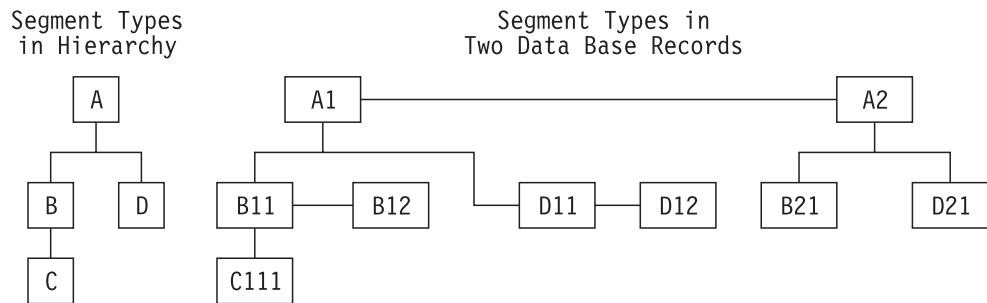 Segment Types
in Hierarchy
Segment Types in
Two Data Base Records
A
A1
A2
B
D
B11
B12
D11
D12
B21
D21
C
C111